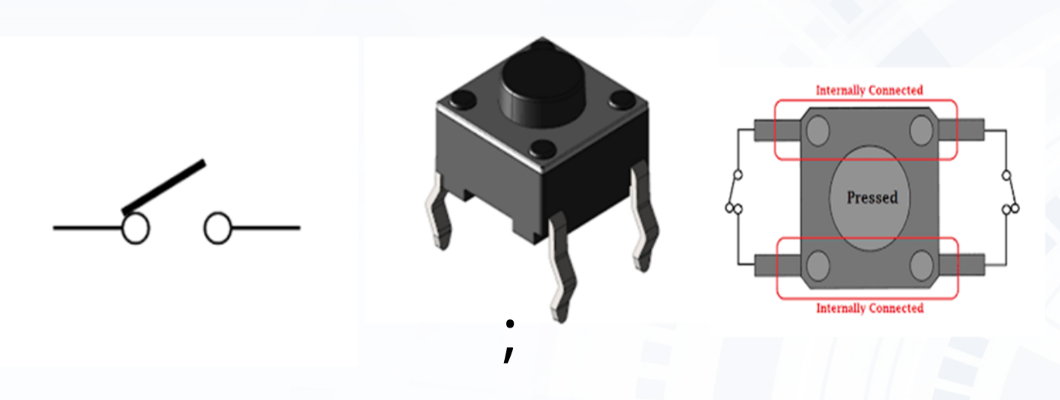 Internally Connected
Pressed
Internally Connected
;